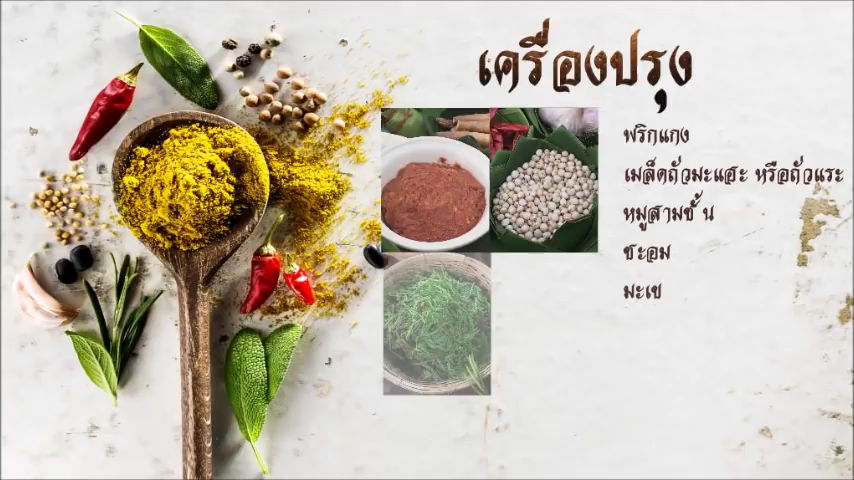 เครื่องปรุง
พริกแกง
เมล็ดถั่วมะแฮะ หรือถั่วแระ
หมูสามชั้น
ชะอม
มะเข